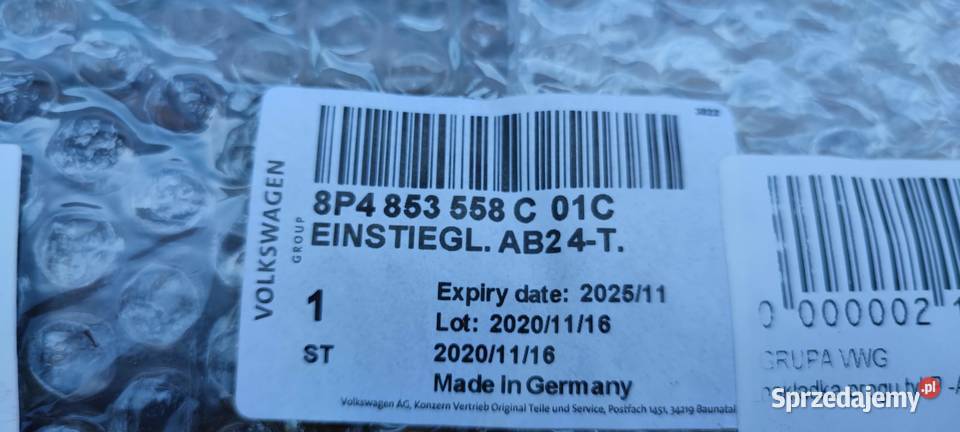 3822
VOLKSWAGEN
GROUP
8P4 853 558 C 01C
EINSTIEGL. AB2 4-T.
1
ST
Expiry date: 2025/11
Lot: 2020/11/16
2020/11/16
Made in Germany
Volkswagen AG, Konzern Vertrieb Original Teile und Service, Postfach 1451, 34219 Baunatal
0 000002
GRUPA VWG
progu
Sprzedajemy.pl